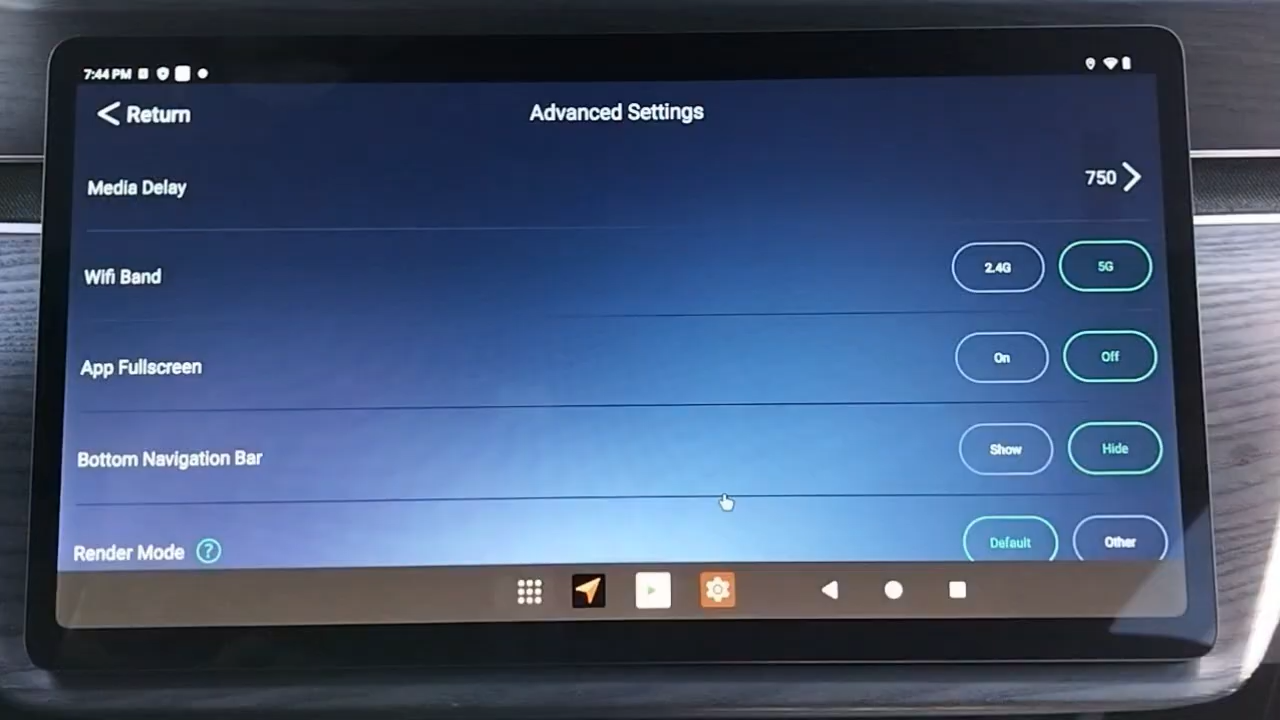 7:44 PM
Return
Advanced Settings
Media Delay
750
Wifi Band
2.4G
5G
App Fullscreen
On
Off
Bottom Navigation Bar
Show
Hide
Render Mode ?
Default
Other